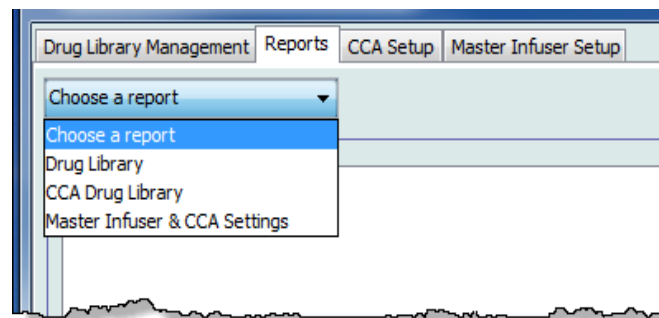 Drug Library Management Reports CCA Setup Master Infuser Setup
Choose a report
Choose a report
Drug Library
CCA Drug Library
Master Infuser & CCA Settings